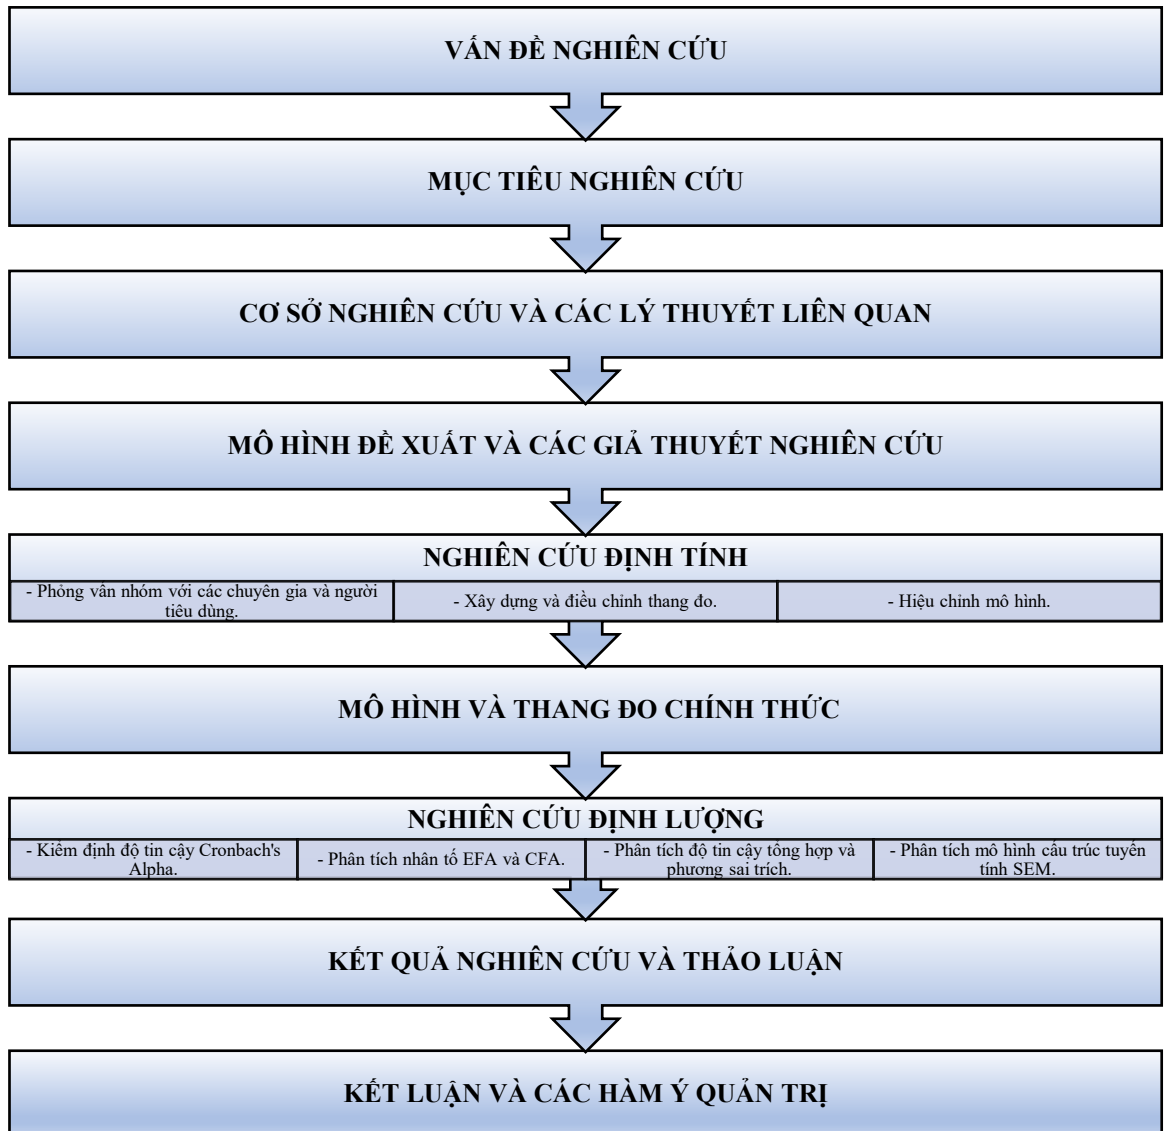 VẤN ĐỀ NGHIÊN CỨU
MỤC TIÊU NGHIÊN CỨU
CƠ SỞ NGHIÊN CỨU VÀ CÁC LÝ THUYẾT LIÊN QUAN
MÔ HÌNH ĐỀ XUẤT VÀ CÁC GIẢ THUYẾT NGHIÊN CỨU
NGHIÊN CỨU ĐỊNH TÍNH
- Phỏng vấn nhóm với các chuyên gia và người
tiêu dùng.
- Xây dựng và điều chỉnh thang đo.
- Hiệu chỉnh mô hình.
MÔ HÌNH VÀ THANG ĐO CHÍNH THỨC
NGHIÊN CỨU ĐỊNH LƯỢNG
- Kiểm định độ tin cậy Cronbach's
Alpha.
- Phân tích nhân tố EFA và CFA.
- Phân tích độ tin cậy tổng hợp và
phương sai trích.
- Phân tích mô hình cấu trúc tuyến
tính SEM.
KẾT QUẢ NGHIÊN CỨU VÀ THẢO LUẬN
KẾT LUẬN VÀ CÁC HÀM Ý QUẢN TRỊ